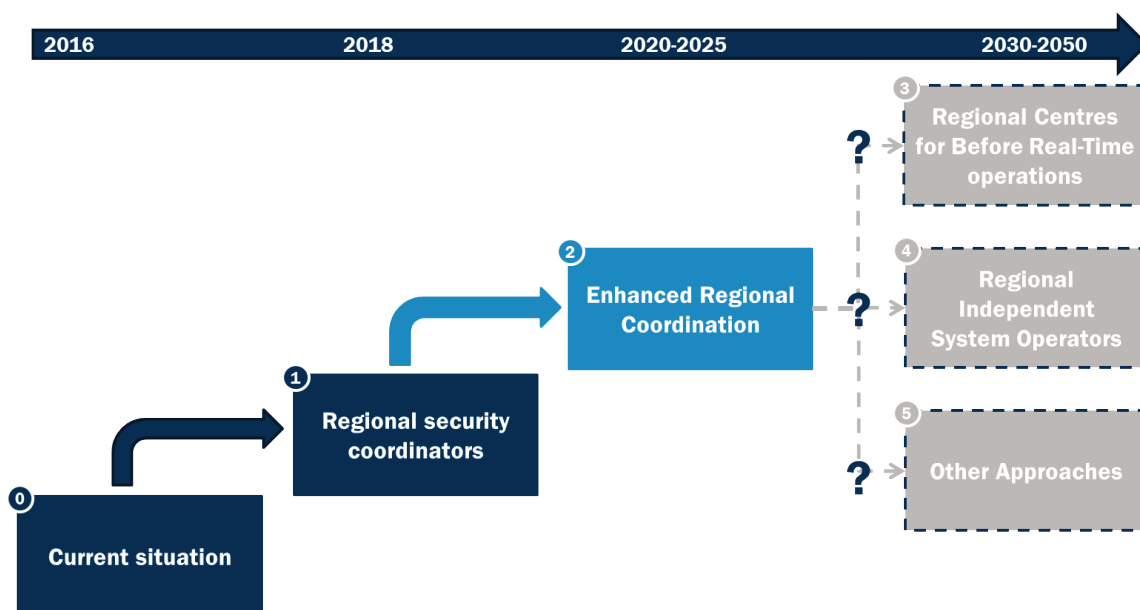 2016
2018
2020-2025
2030-2050
3
Regional Centres
for Before Real-Time
operations
?
2
Enhanced Regional
Coordination
4
Regional
Independent
System Operators
?
1
Regional security
coordinators
5
Other Approaches
?
0
Current situation